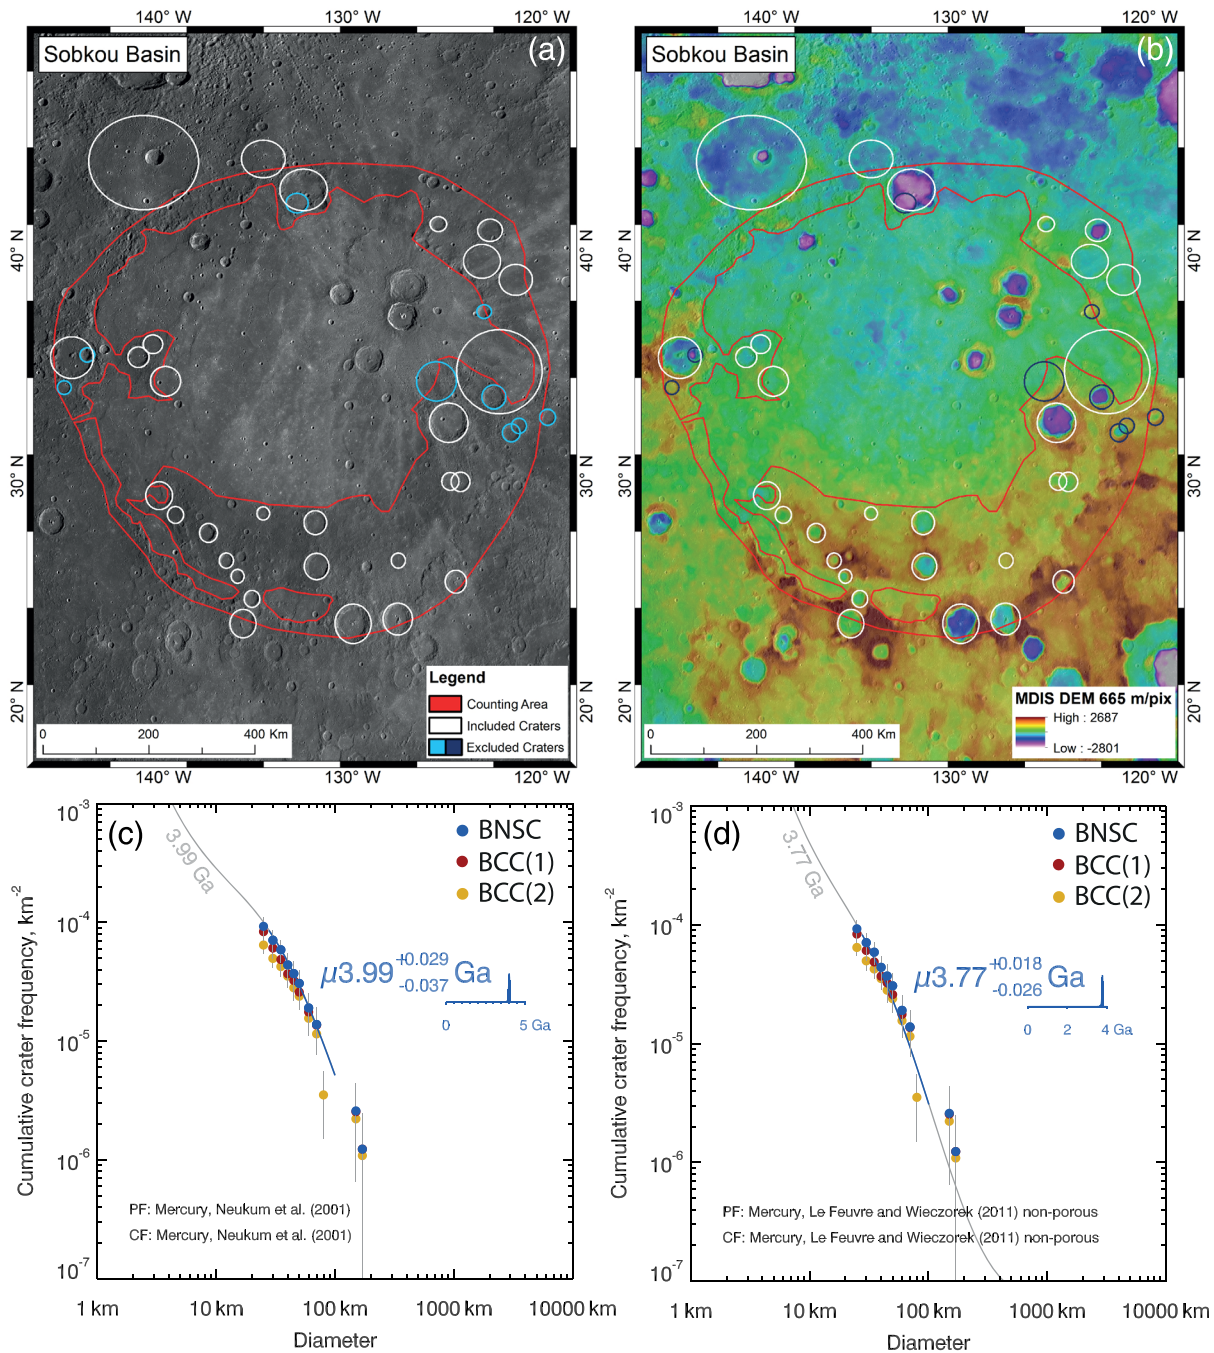 140° W 130° W 120° W
Sobkou Basin (a)
40° N 40° N
30° N 30° N
20° N 20° N
Legend
Counting Area
Included Craters
Excluded Craters
0 200 400 Km
140° W 130° W 120° W
140° W 130° W 120° W
Sobkou Basin (b)
40° N 40° N
30° N 30° N
20° N 20° N
MDIS DEM 665 m/pix
High : 2687
Low : -2801
0 200 400 Km
140° W 130° W 120° W
(c)
3.99 Ga
BNSC
BCC(1)
BCC(2)
μ3.99 +0.029 -0.037 Ga
0 5 Ga
10-3
10-4
10-5
10-6
10-7
Cumulative crater frequency, km-2
PF: Mercury, Neukum et al. (2001)
CF: Mercury, Neukum et al. (2001)
1 km 10 km 100 km 1000 km 10000 km
Diameter
(d)
3.77 Ga
BNSC
BCC(1)
BCC(2)
μ3.77 +0.018 -0.026 Ga
0 2 4 Ga
10-3
10-4
10-5
10-6
10-7
Cumulative crater frequency, km-2
PF: Mercury, Le Feuvre and Wieczorek (2011) non-porous
CF: Mercury, Le Feuvre and Wieczorek (2011) non-porous
1 km 10 km 100 km 1000 km 10000 km
Diameter